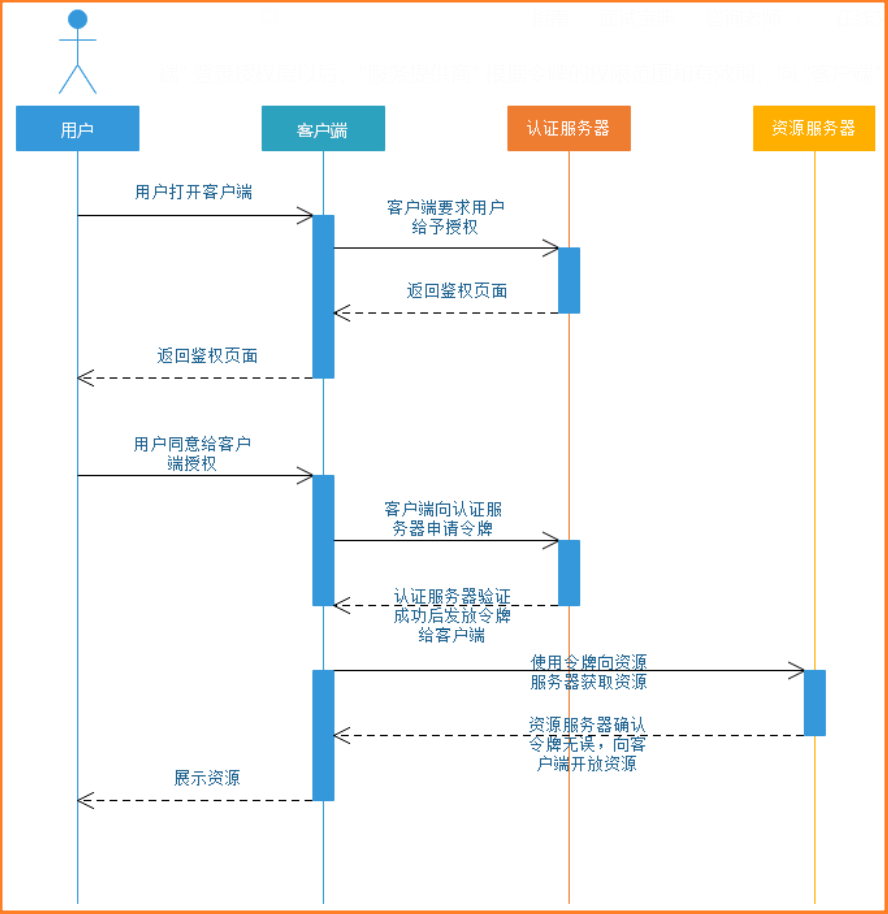 用户
客户端
认证服务器
资源服务器
用户打开客户端
客户端要求用户
给予授权
返回鉴权页面
返回鉴权页面
用户同意给客户
端授权
客户端向认证服
务器申请令牌
认证服务器验证
成功后发放令牌
给客户端
使用令牌向资源
服务器获取资源
资源服务器确认
令牌无误，向客
户端开放资源
展示资源